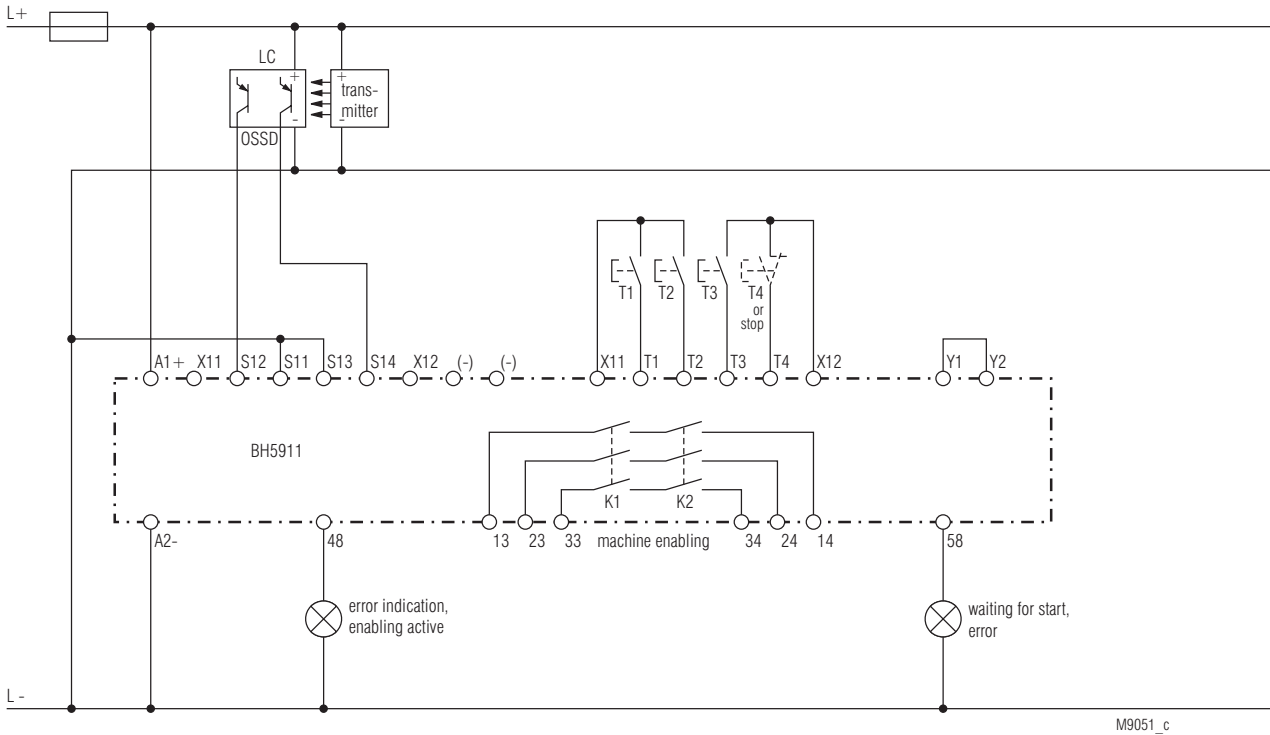 L+
LC
+
+
trans-
mitter
-
-
OSSD
T1
T2
T3
T4
or
stop
A1+
X11
S12
S11
S13
S14
X12
(-)
(-)
X11
T1
T2
T3
T4
X12
Y1
Y2
BH5911
K1
K2
A2-
48
13
23
33
machine enabling
34
24
14
58
error indication,
enabling active
waiting for start,
error
L -
M9051_c